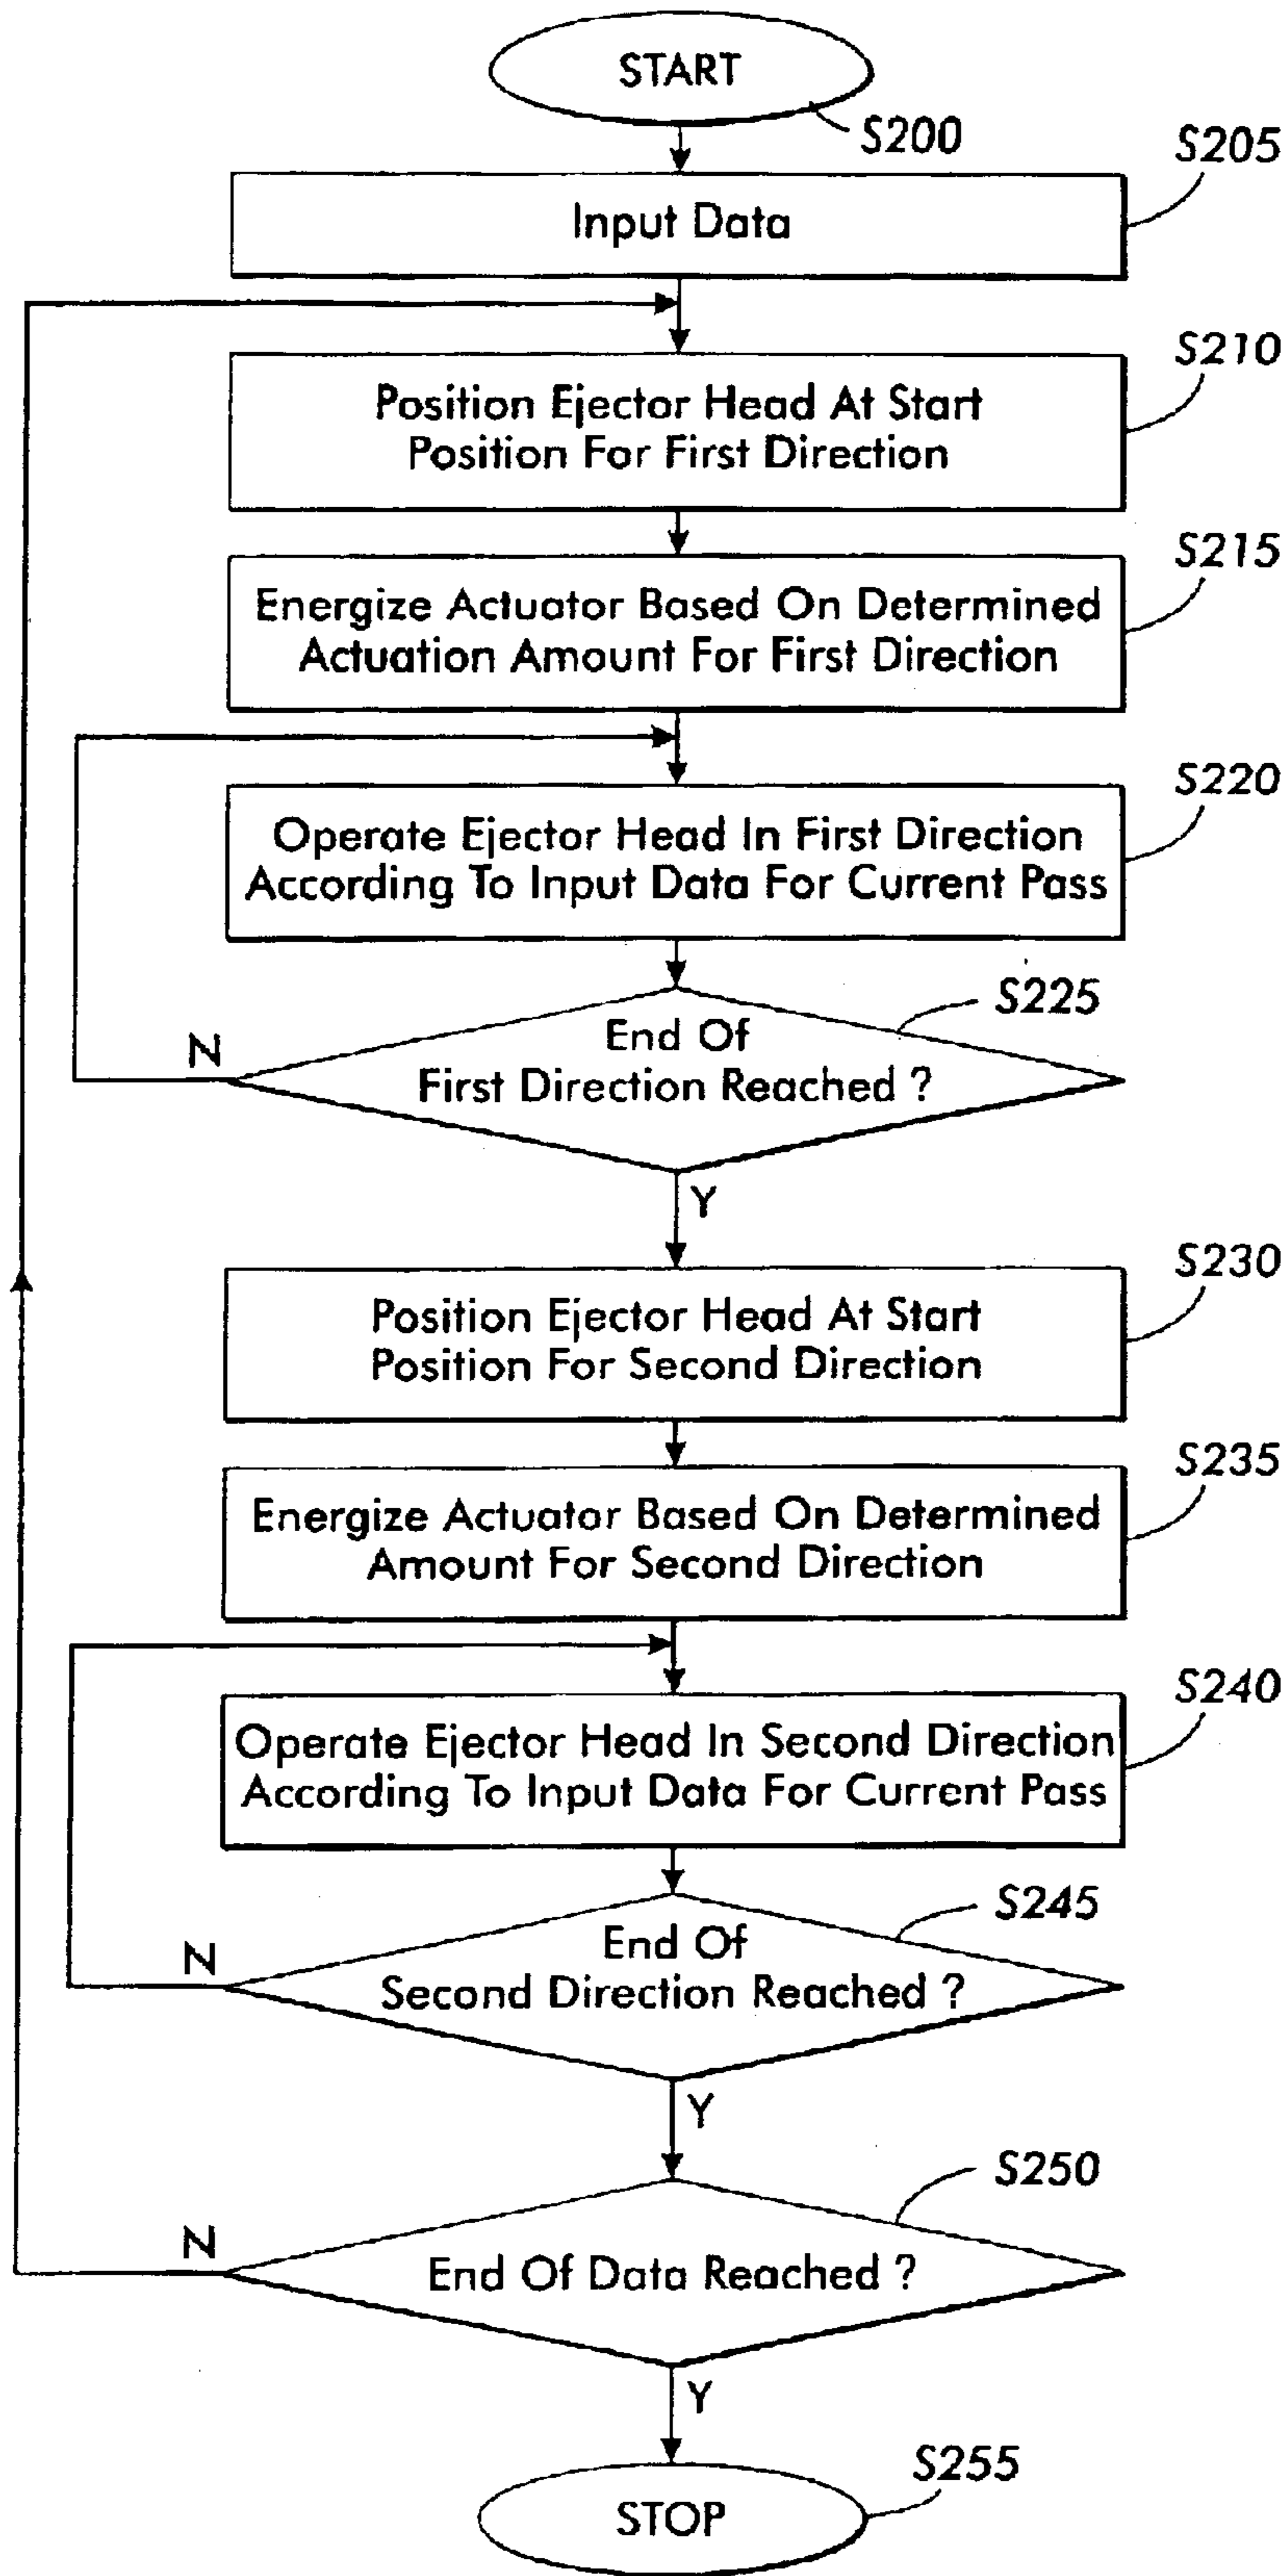 START
S200
S205
Input Data
S210
Position Ejector Head At Start
Position For First Direction
S215
Energize Actuator Based On Determined
Actuation Amount For First Direction
S220
Operate Ejector Head In First Direction
According To Input Data For Current Pass
S225
End Of
First Direction Reached ?
N
Y
S230
Position Ejector Head At Start
Position For Second Direction
S235
Energize Actuator Based On Determined
Amount For Second Direction
S240
Operate Ejector Head In Second Direction
According To Input Data For Current Pass
S245
End Of
Second Direction Reached ?
N
Y
S250
End Of Data Reached ?
N
Y
S255
STOP